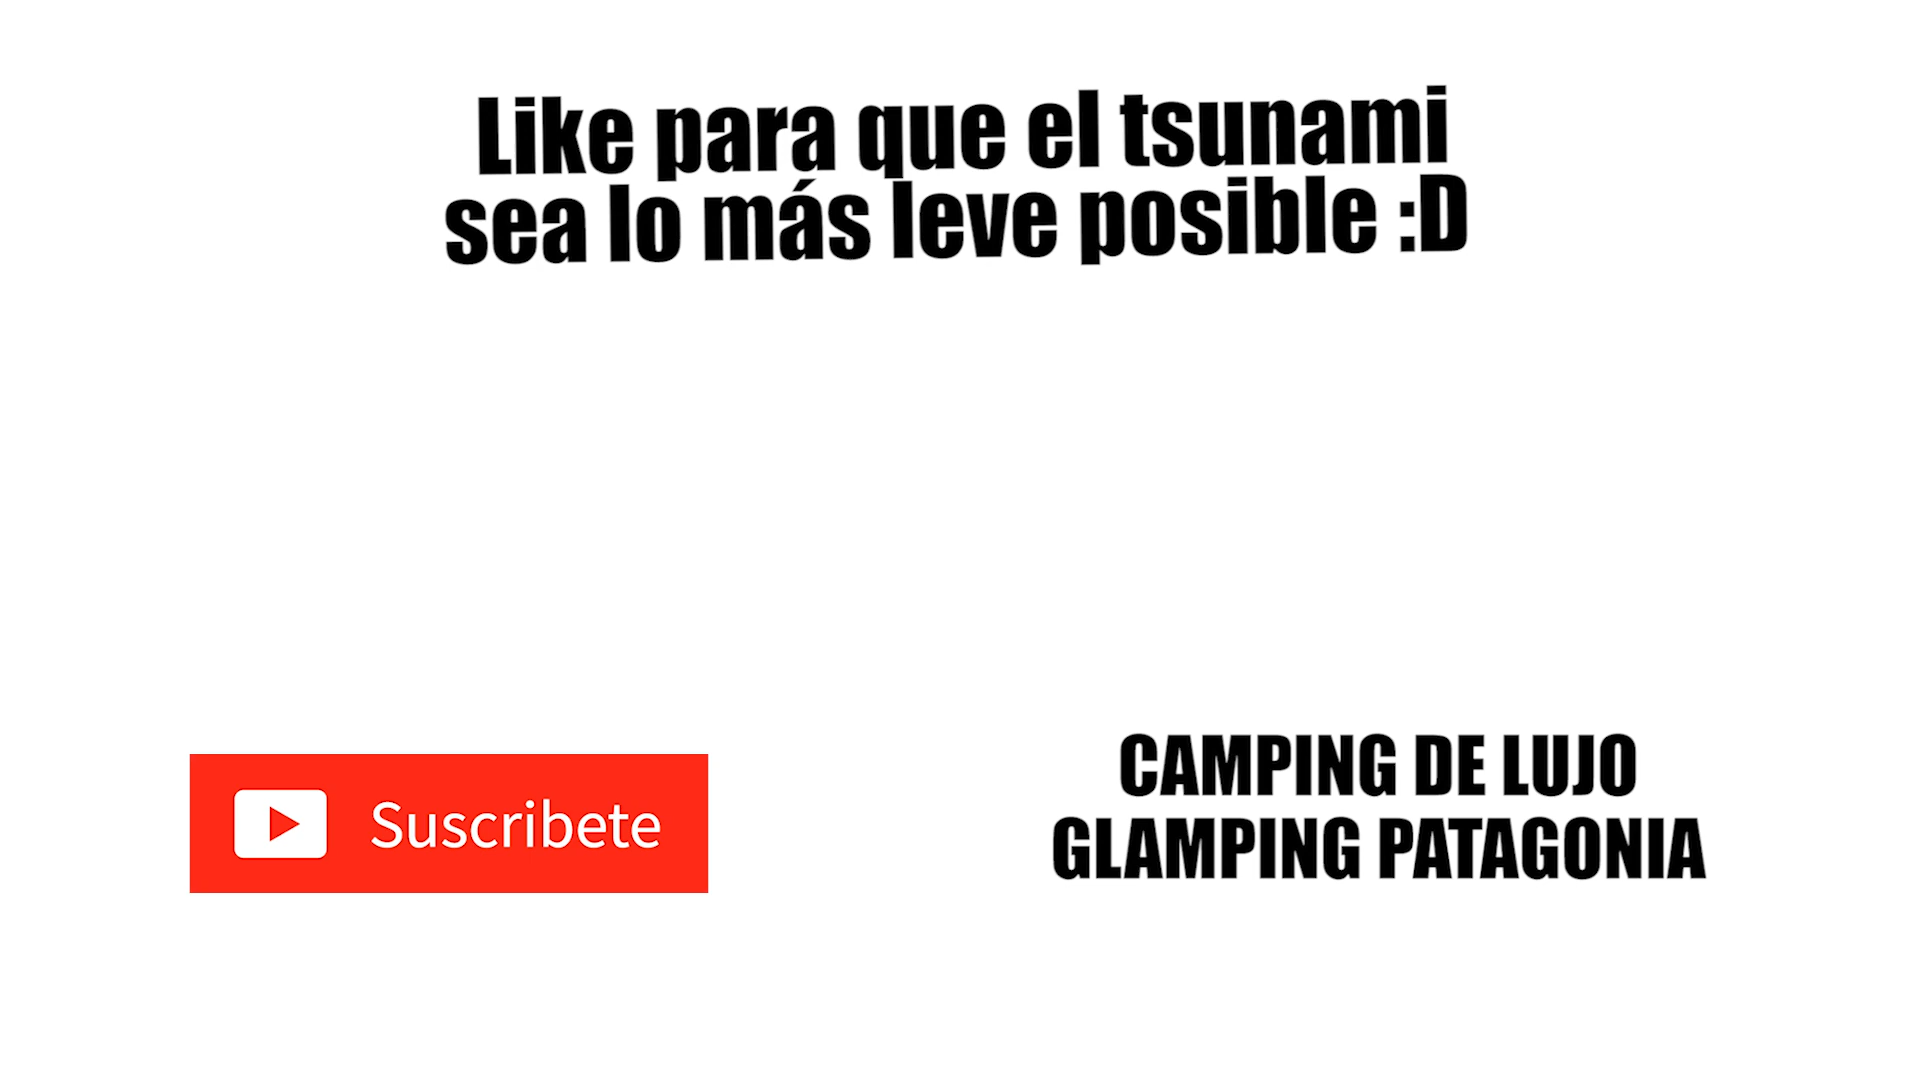 Like para que el tsunami
sea lo más leve posible :D
Suscribete
CAMPING DE LUJO
GLAMPING PATAGONIA